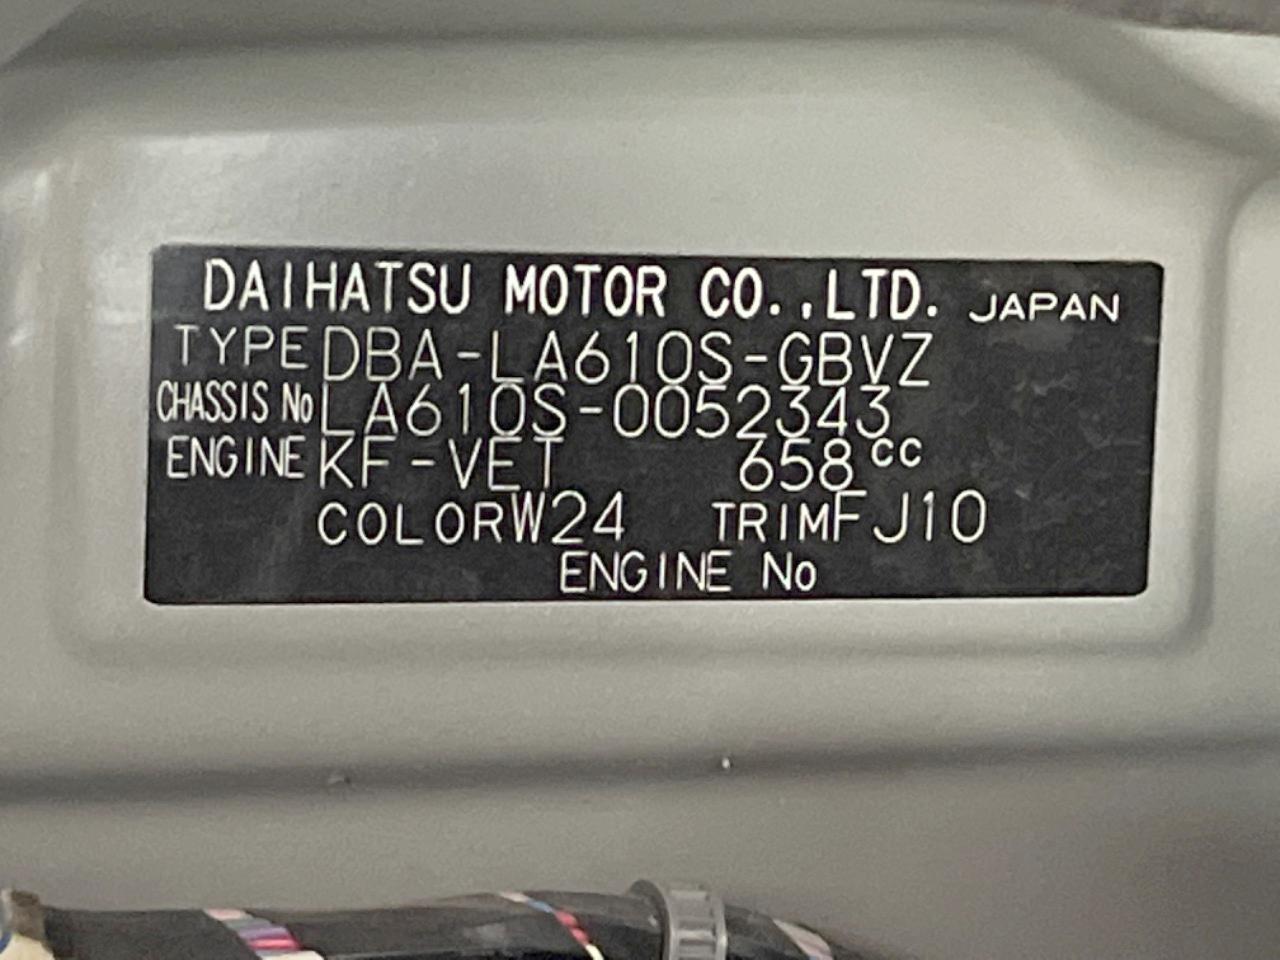 DAIHATSU MOTOR CO.,LTD. JAPAN
TYPE DBA-LA610S-GBVZ
CHASSIS No LA610S-0052343
ENGINE KF-VET 658cc
COLOR W24 TRIM FJ10
ENGINE No